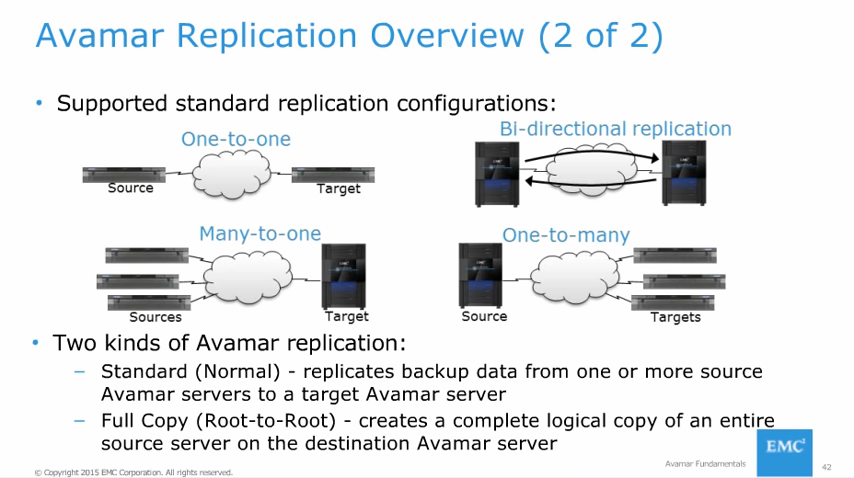 Avamar Replication Overview (2 of 2)
• Supported standard replication configurations:
One-to-one
Source
Target
Bi-directional replication
Many-to-one
Sources
Target
One-to-many
Source
Targets
• Two kinds of Avamar replication:
– Standard (Normal) - replicates backup data from one or more source
Avamar servers to a target Avamar server
– Full Copy (Root-to-Root) - creates a complete logical copy of an entire
source server on the destination Avamar server
© Copyright 2015 EMC Corporation. All rights reserved.
Avamar Fundamentals
EMC²
42